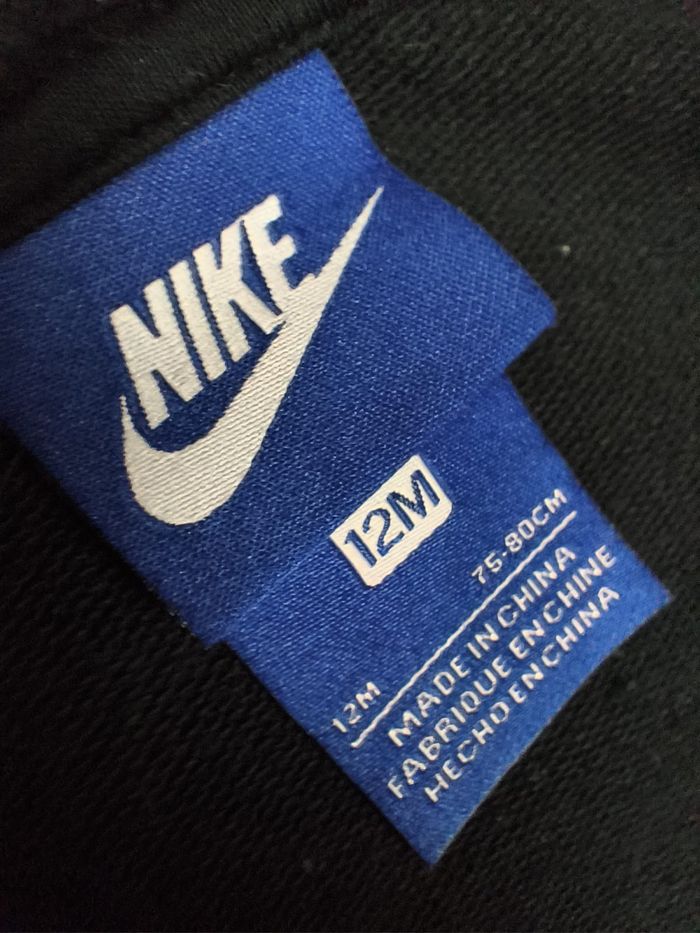 NIKE
12M
12M 75-80CM
MADE IN CHINA
FABRIQUE EN CHINE
HECHO EN CHINA